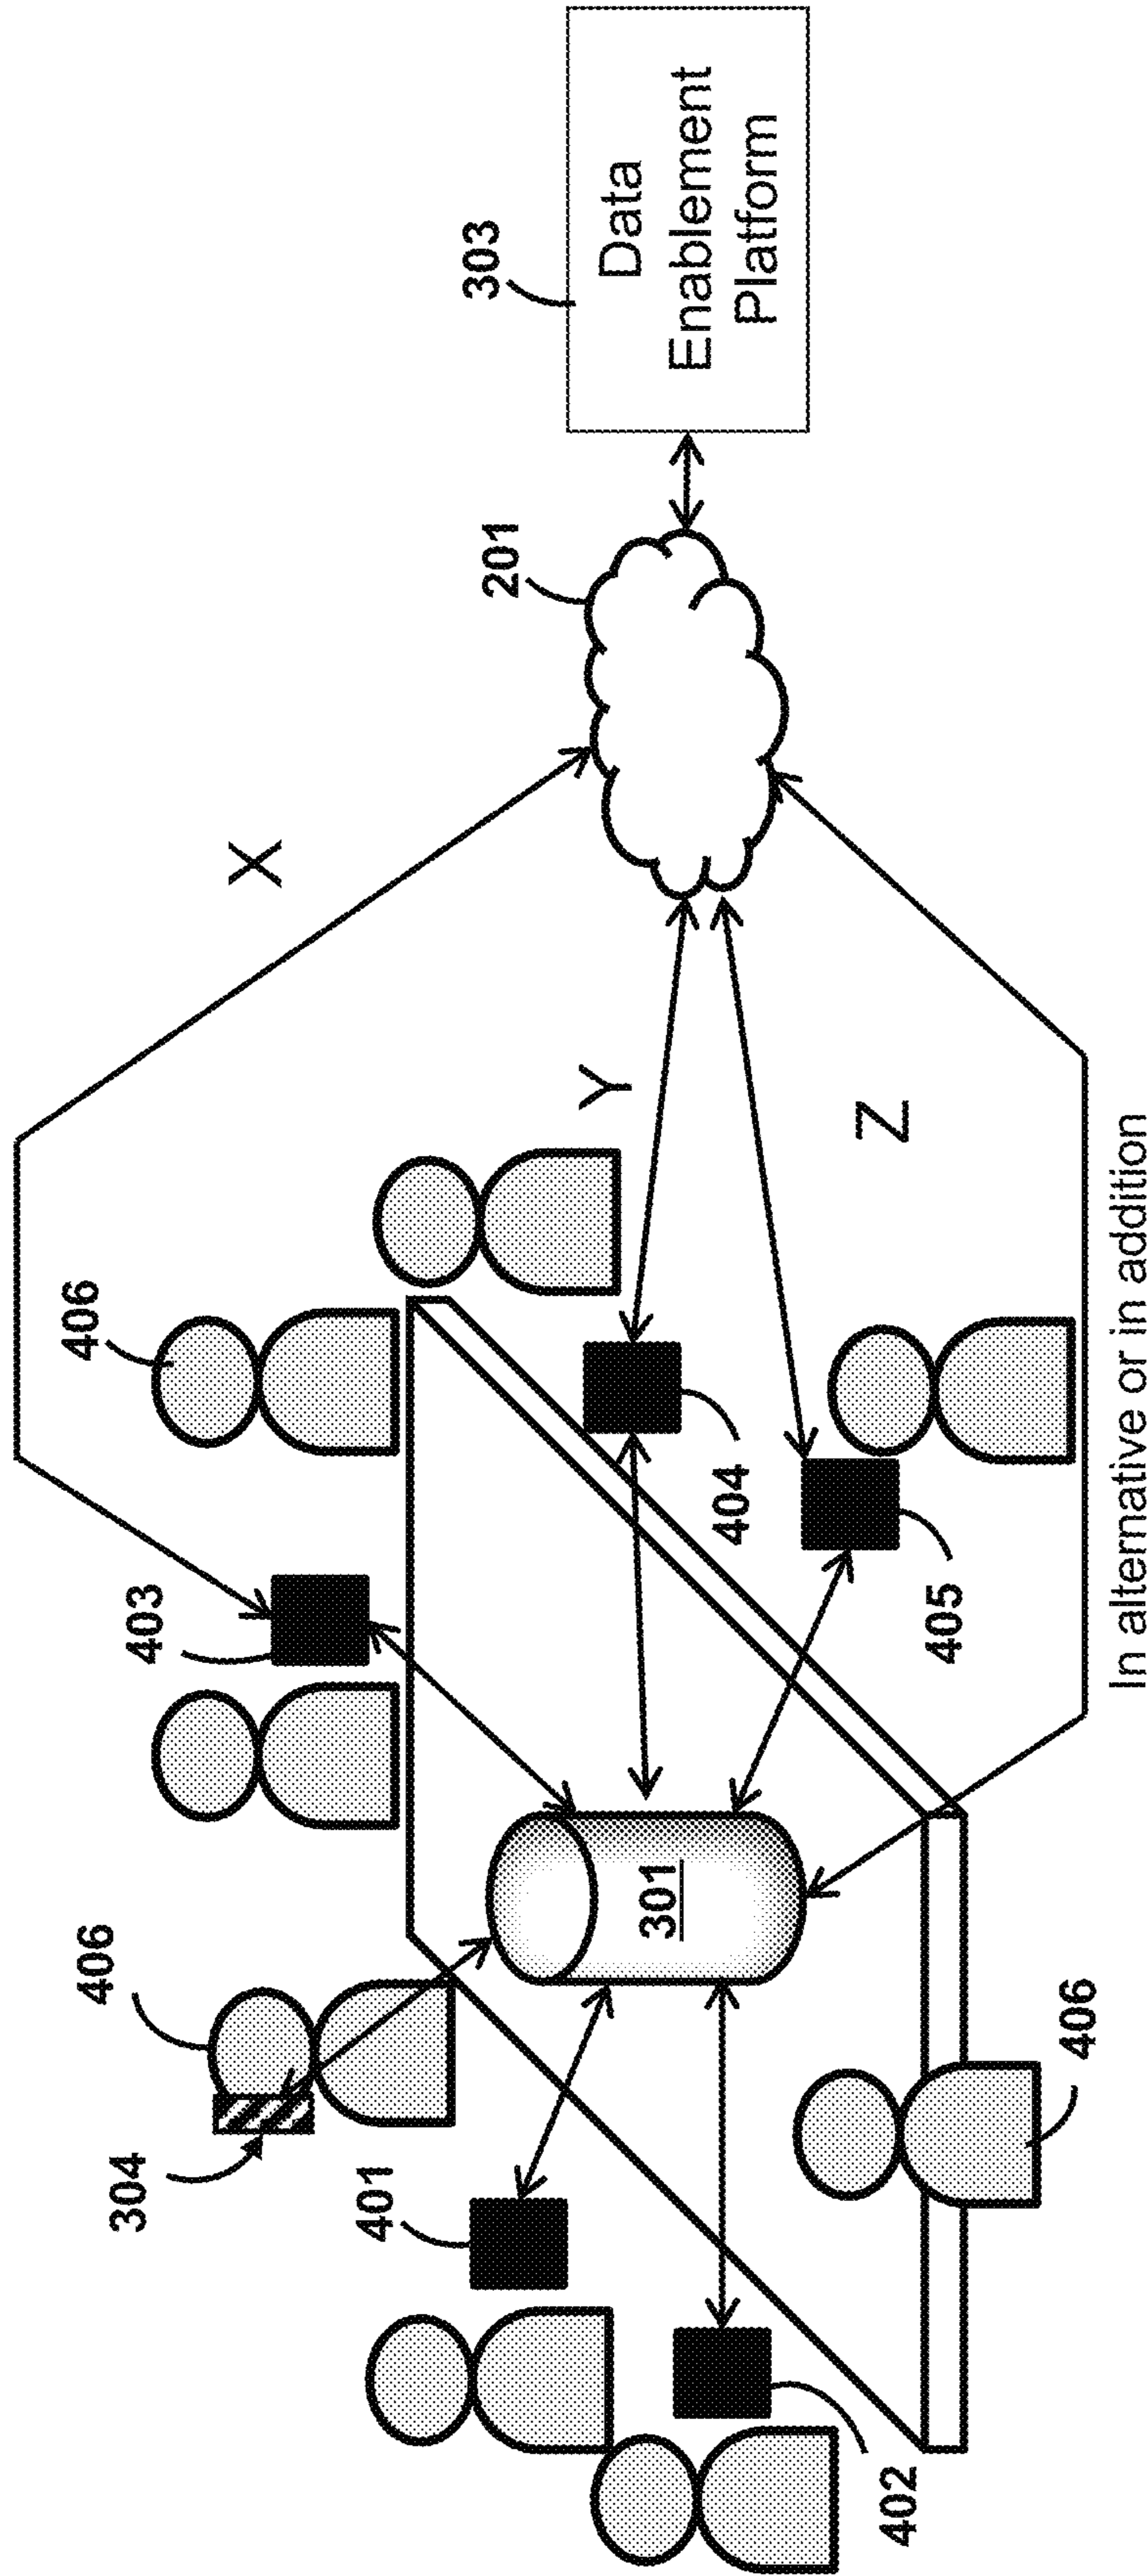 406
403
X
304
406
303
Data
Enablement
Platform
201
401
301
Y
404
402
405
Z
406
In alternative or in addition